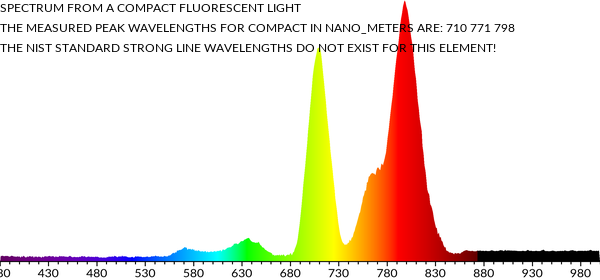 SPECTRUM FROM A COMPACT FLUORESCENT LIGHT
THE MEASURED PEAK WAVELENGTHS FOR COMPACT IN NANO_METERS ARE: 710 771 798
THE NIST STANDARD STRONG LINE WAVELENGTHS DO NOT EXIST FOR THIS ELEMENT!
80 430 480 530 580 630 680 730 780 830 880 930 980